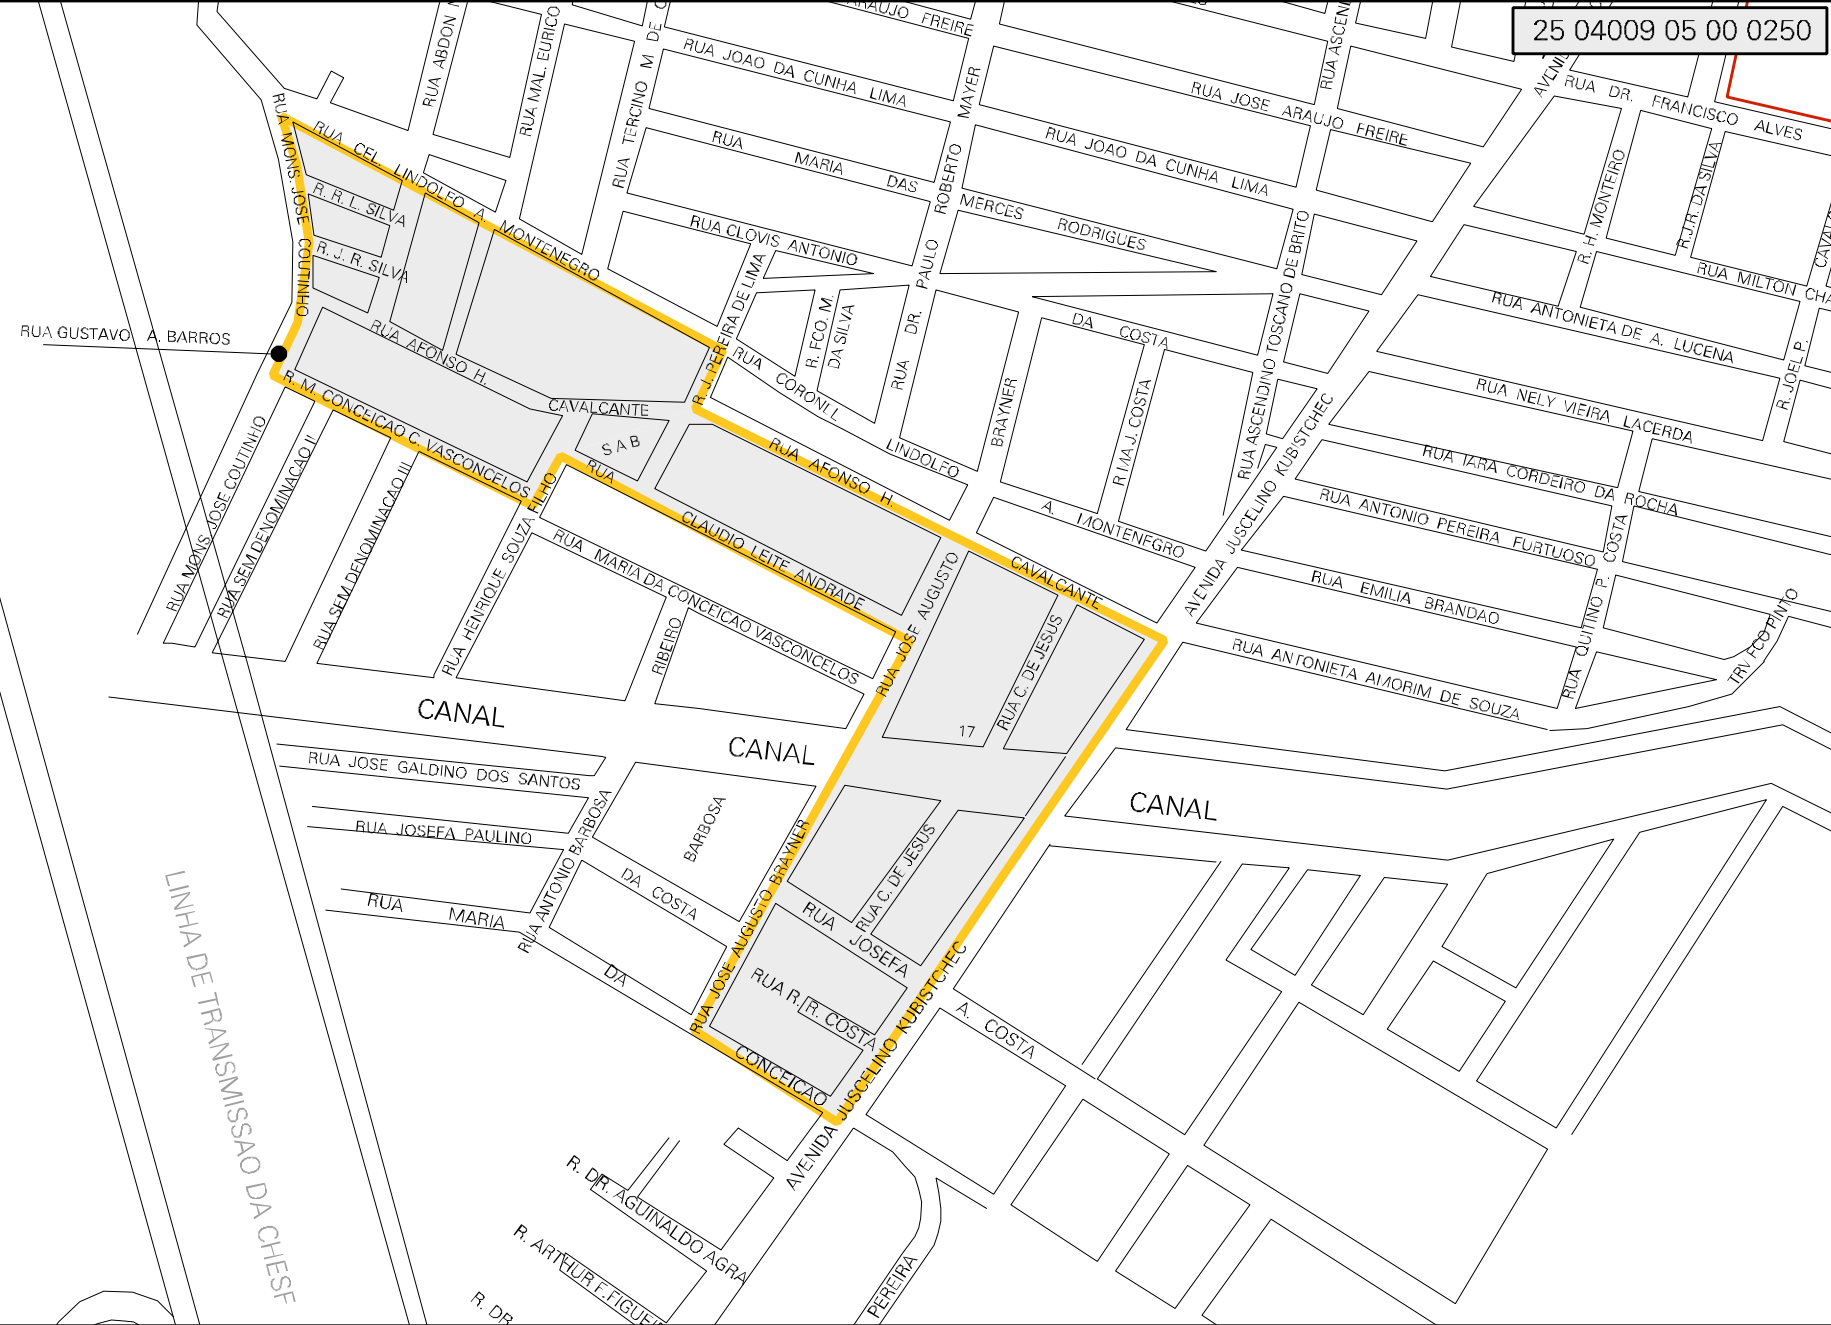 25 04009 05 00 0250
RUA ABDON
RUA MAL. EURICO
RUA TERCINO M DE
ARAUJO FREIRE
RUA JOAO DA CUNHA LIMA
MAYER
ROBERTO
PAULO
RUA DR.
RUA JOSE ARAUJO FREIRE
RUA DR. FRANCISCO ALVES
RUA MARIA DAS
MERCES RODRIGUES
RUA JOAO DA CUNHA LIMA
RUA MONS. JOSE COUTINHO
RUA CEL. LINDOLFO A. MONTENEGRO
R. R. L. SILVA
R. J. R. SILVA
RUA CLOVIS ANTONIO
R. J. PEREIRA DE LIMA
R. FCO. M.
DA SILVA
DA COSTA
RUA ASCENDINO TOSCANO DE BRITO
R. H. MONTEIRO
R.J.R. DA SILVA
RUA MILTON CHA
RUA ANTONIETA DE A. LUCENA
R. JOEL P.
RUA GUSTAVO A. BARROS
RUA AFONSO H.
CAVALCANTE
R. M. CONCEICAO C. VASCONCELOS
S A B
RUA CORONLL
LINDOLFO
A. MONTENFGRO
BRAYNER
R MA J. COSTA
RUA NELY VIEIRA LACERDA
RUA IARA CORDEIRO DA ROCHA
RUA ANTONIO PEREIRA FURTUOSO
RUA EMILIA BRANDAO
RUA ANTONIETA AMORIM DE SOUZA
RUA QUITINO P. COSTA
TRV FCO PINTO
AVENIDA JUSCELINO KUBISTCHEC
RUA AFONSO H.
CAVALCANTE
RUA
CLAUDIO LEITE ANDRADE
RUA MONS. JOSE COUTINHO
RUA SEM DENOMINACAO II
RUA SEM DENOMINACAO III
RUA HENRIQUE SOUZA FILHO
RUA MARIA DA CONCEICAO VASCONCELOS
RIBEIRO
RUA JOSE AUGUSTO
RUA C. DE JESUS
17
CANAL
CANAL
CANAL
RUA JOSE GALDINO DOS SANTOS
RUA JOSEFA PAULINO
RUA MARIA
DA
CONCEICAO
RUA ANTONIO BARBOSA
BARBOSA
DA COSTA
RUA JOSE AUGUSTO BRAYNER
RUA C. DE JESUS
RUA JOSEFA
A. COSTA
RUA R.
R. COSTA
AVENIDA JUSCELINO KUBISTCHEC
LINHA DE TRANSMISSAO DA CHESF
R. DR. AGUINALDO AGRA
R. ARTHUR F. FIGUEI
R. DR.
PEREIRA